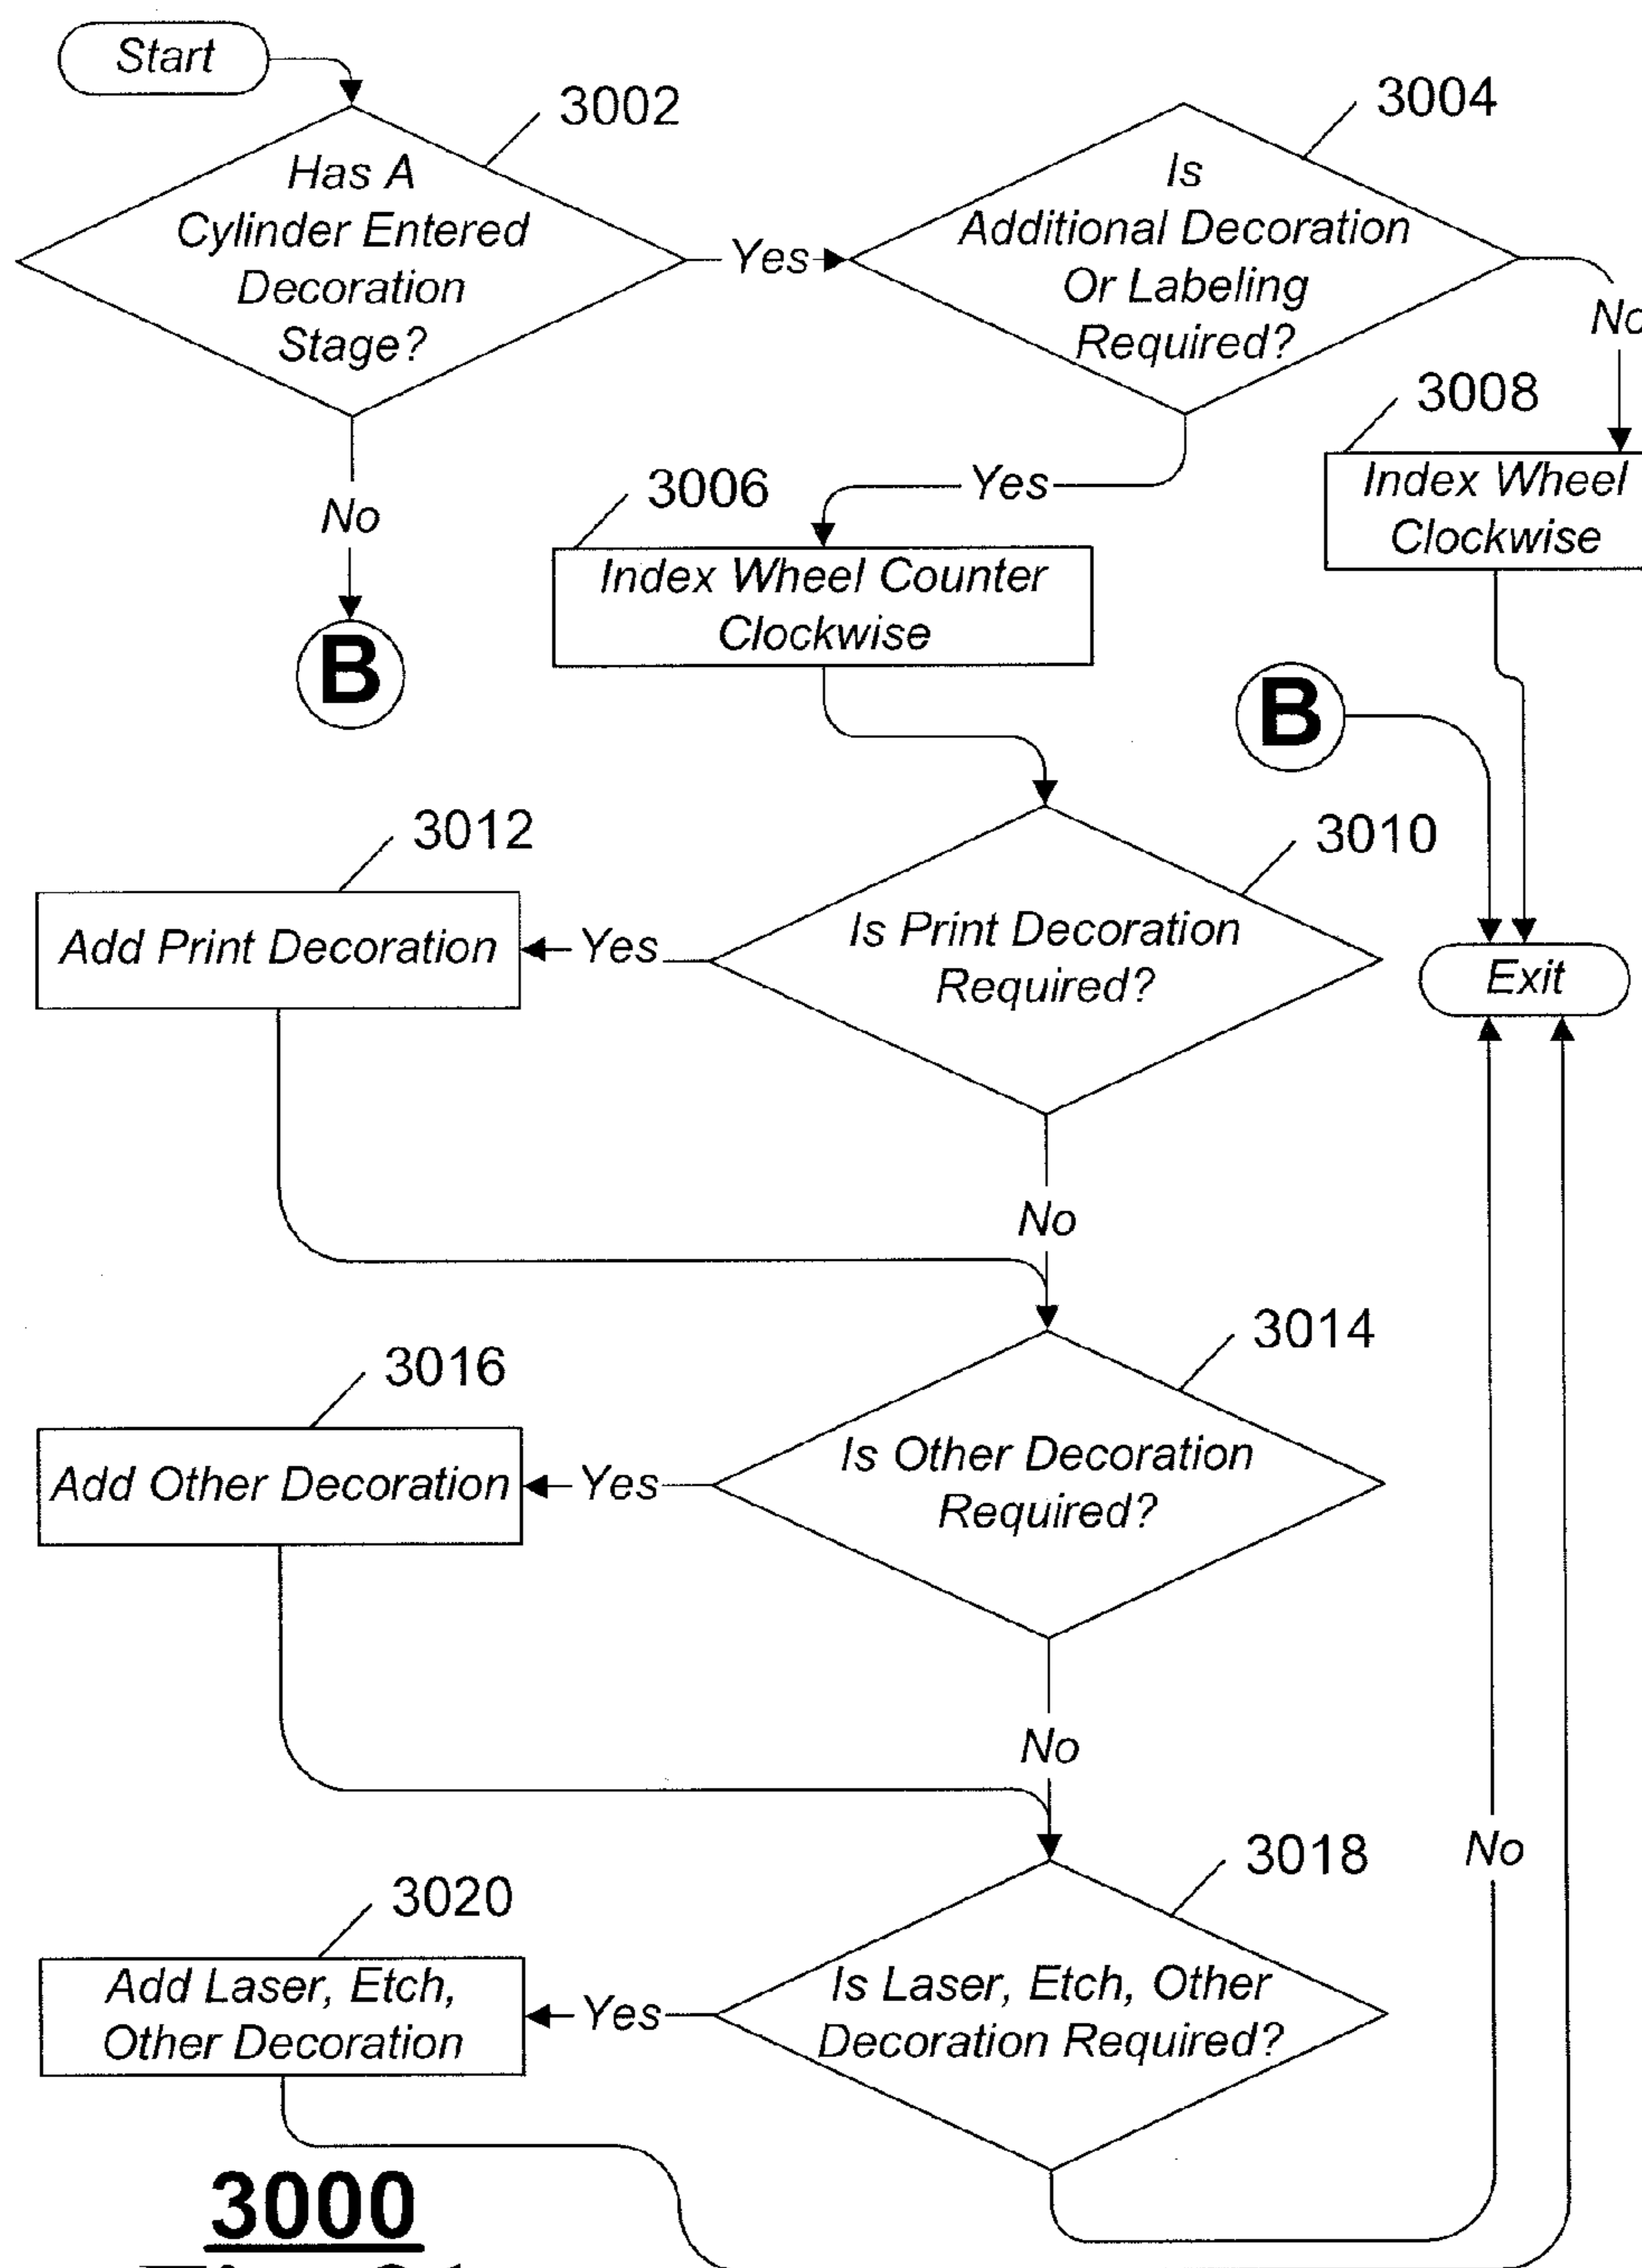 Start
3002
Has A
Cylinder Entered
Decoration
Stage?
Yes
3004
Is
Additional Decoration
Or Labeling
Required?
No
3008
Index Wheel
Clockwise
Yes
3006
Index Wheel Counter
Clockwise
No
B
B
3012
Add Print Decoration
Yes
3010
Is Print Decoration
Required?
Exit
No
3016
Add Other Decoration
Yes
3014
Is Other Decoration
Required?
No
3020
Add Laser, Etch,
Other Decoration
Yes
3018
Is Laser, Etch, Other
Decoration Required?
No
3000